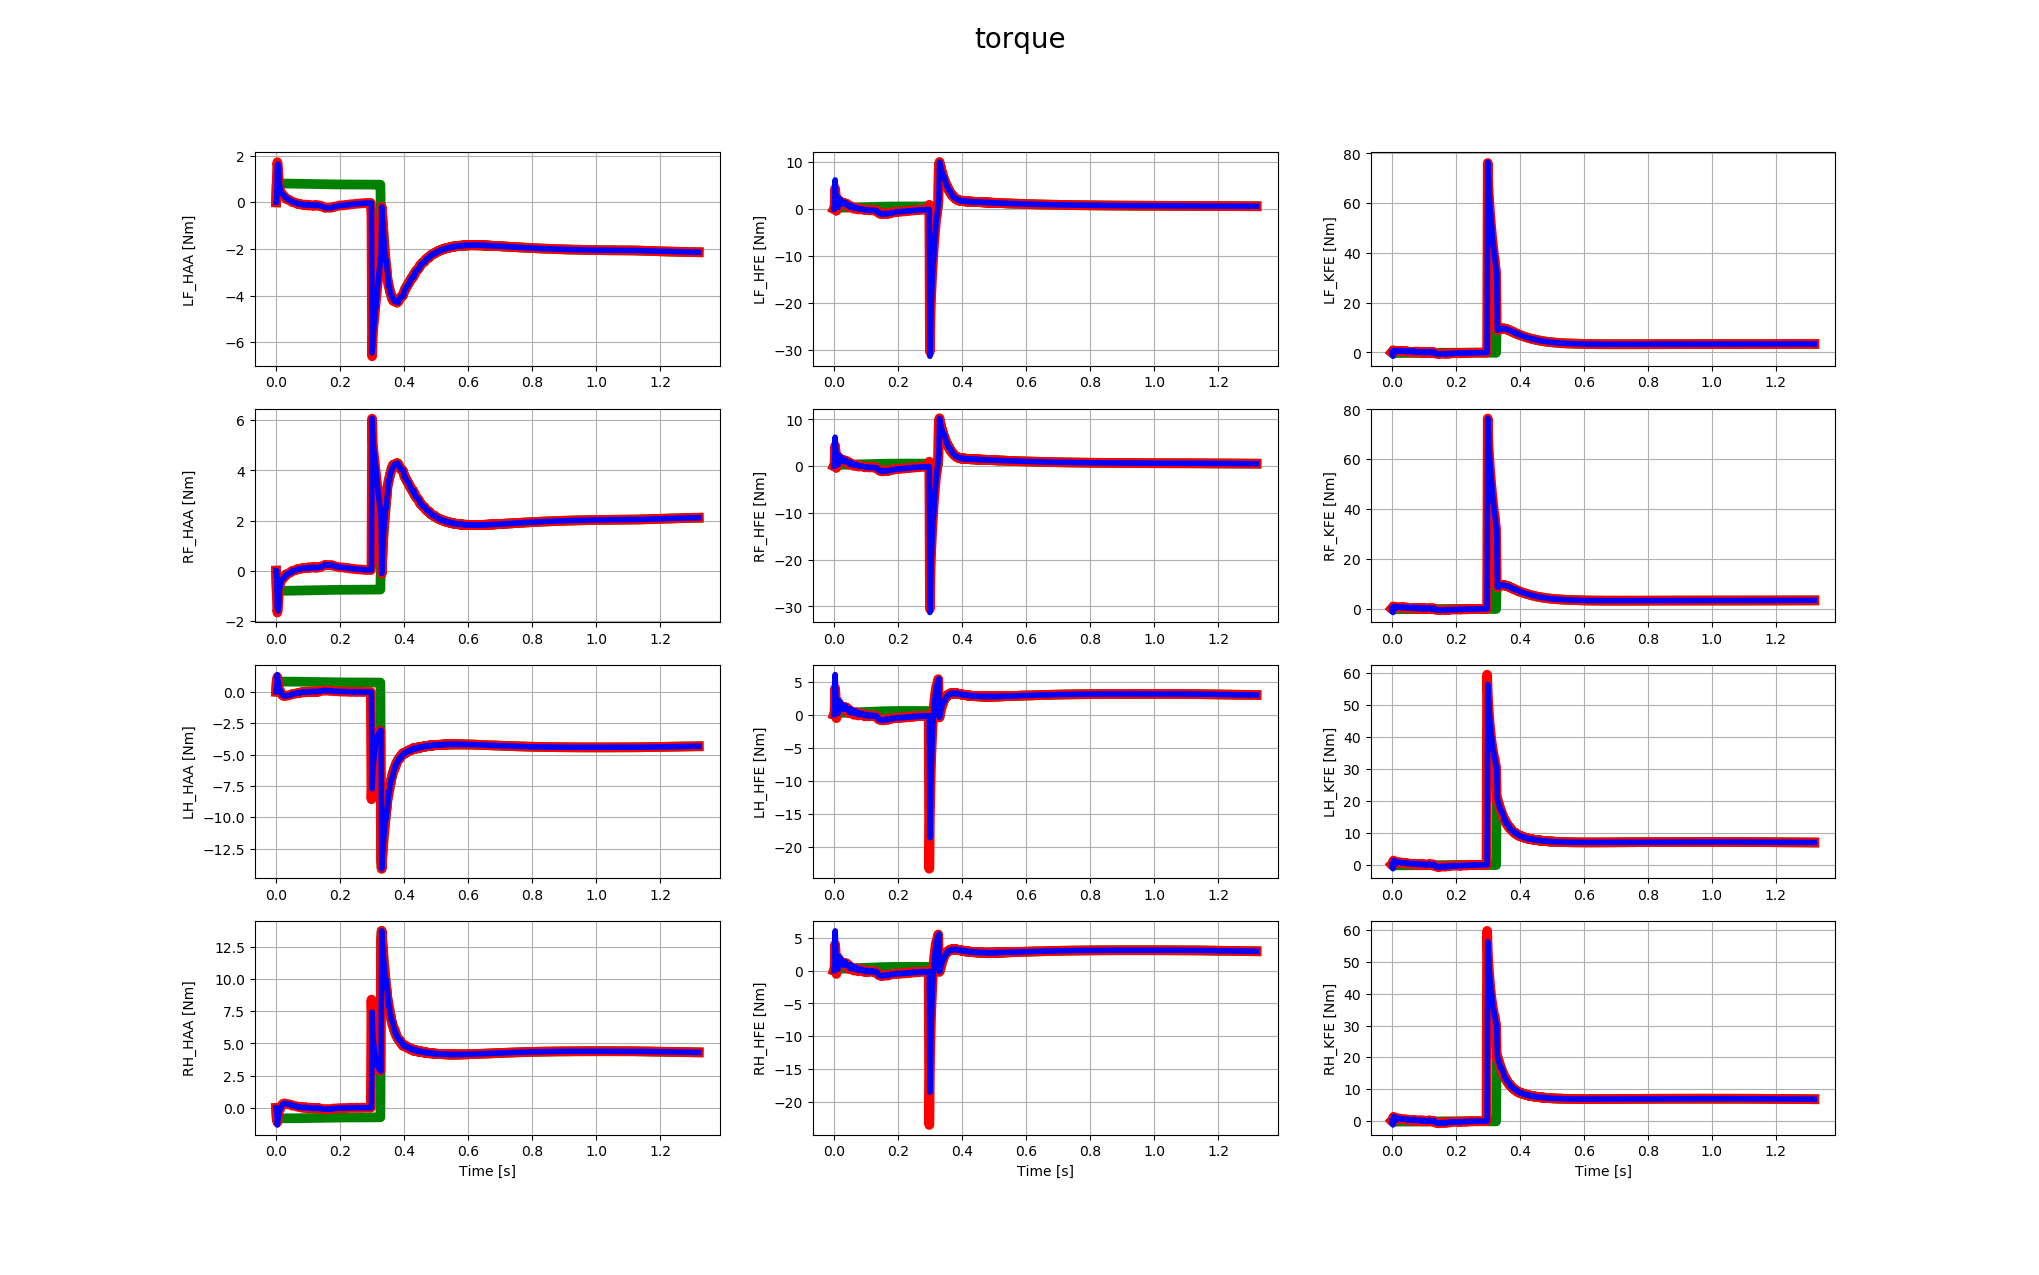 torque
2
0
−2
−4
−6
LF_HAA [Nm]
0.0 0.2 0.4 0.6 0.8 1.0 1.2
10
0
−10
−20
−30
LF_HFE [Nm]
0.0 0.2 0.4 0.6 0.8 1.0 1.2
80
60
40
20
0
LF_KFE [Nm]
0.0 0.2 0.4 0.6 0.8 1.0 1.2
6
4
2
0
−2
RF_HAA [Nm]
0.0 0.2 0.4 0.6 0.8 1.0 1.2
10
0
−10
−20
−30
RF_HFE [Nm]
0.0 0.2 0.4 0.6 0.8 1.0 1.2
80
60
40
20
0
RF_KFE [Nm]
0.0 0.2 0.4 0.6 0.8 1.0 1.2
0.0
−2.5
−5.0
−7.5
−10.0
−12.5
LH_HAA [Nm]
0.0 0.2 0.4 0.6 0.8 1.0 1.2
5
0
−5
−10
−15
−20
LH_HFE [Nm]
0.0 0.2 0.4 0.6 0.8 1.0 1.2
60
50
40
30
20
10
0
LH_KFE [Nm]
0.0 0.2 0.4 0.6 0.8 1.0 1.2
12.5
10.0
7.5
5.0
2.5
0.0
RH_HAA [Nm]
0.0 0.2 0.4 0.6 0.8 1.0 1.2
Time [s]
5
0
−5
−10
−15
−20
RH_HFE [Nm]
0.0 0.2 0.4 0.6 0.8 1.0 1.2
Time [s]
60
50
40
30
20
10
0
RH_KFE [Nm]
0.0 0.2 0.4 0.6 0.8 1.0 1.2
Time [s]